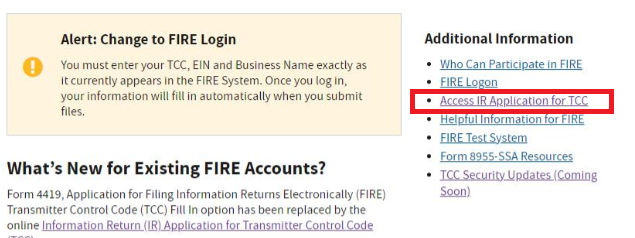 Alert: Change to FIRE Login
You must enter your TCC, EIN and Business Name exactly as
it currently appears in the FIRE System. Once you log in,
your information will fill in automatically when you submit
files.
What's New for Existing FIRE Accounts?
Form 4419, Application for Filing Information Returns Electronically (FIRE)
Transmitter Control Code (TCC) Fill In option has been replaced by the
online Information Return (IR) Application for Transmitter Control Code
Additional Information
Who Can Participate in FIRE
FIRE Logon
Access IR Application for TCC
Helpful Information for FIRE
FIRE Test System
Form 8955-SSA Resources
TCC Security Updates (Coming
Soon)